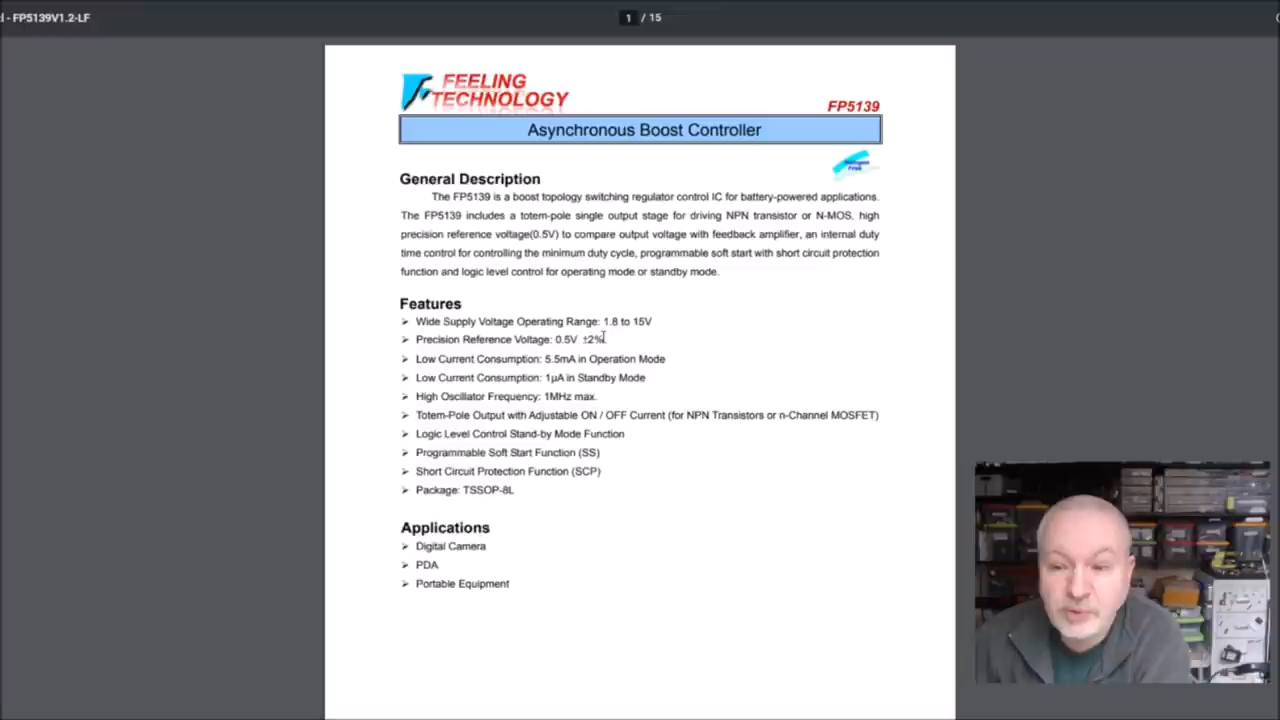 - FP5139V1.2-LF
1 / 15
FEELING
TECHNOLOGY
FP5139
Asynchronous Boost Controller
General Description
The FP5139 is a boost topology switching regulator control IC for battery-powered applications.
The FP5139 includes a totem-pole single output stage for driving NPN transistor or N-MOS, high
precision reference voltage(0.5V) to compare output voltage with feedback amplifier, an internal duty
time control for controlling the minimum duty cycle, programmable soft start with short circuit protection
function and logic level control for operating mode or standby mode.
Features
➢ Wide Supply Voltage Operating Range: 1.8 to 15V
➢ Precision Reference Voltage: 0.5V ±2%
➢ Low Current Consumption: 5.5mA in Operation Mode
➢ Low Current Consumption: 1µA in Standby Mode
➢ High Oscillator Frequency: 1MHz max.
➢ Totem-Pole Output with Adjustable ON / OFF Current (for NPN Transistors or n-Channel MOSFET)
➢ Logic Level Control Stand-by Mode Function
➢ Programmable Soft Start Function (SS)
➢ Short Circuit Protection Function (SCP)
➢ Package: TSSOP-8L
Applications
➢ Digital Camera
➢ PDA
➢ Portable Equipment